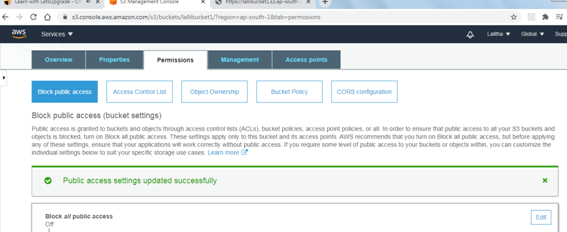 Learn with LetsUpgrade - C
S3 Management Console
https://lallibucket1.s3.ap-south-1
s3.console.aws.amazon.com/s3/buckets/lallibucket1/?region=ap-south-1&tab=permissions
aws Services Lalitha Global Supp
Overview Properties Permissions Management Access points
Block public access Access Control List Object Ownership Bucket Policy CORS configuration
Block public access (bucket settings)
Public access is granted to buckets and objects through access control lists (ACLs), bucket policies, access point policies, or all. In order to ensure that public access to all your S3 buckets and
objects is blocked, turn on Block all public access. These settings apply only to this bucket and its access points. AWS recommends that you turn on Block all public access, but before applying
any of these settings, ensure that your applications will work correctly without public access. If you require some level of public access to your buckets or objects within, you can customize the
individual settings below to suit your specific storage use cases. Learn more
Public access settings updated successfully
Block all public access Edit
Off